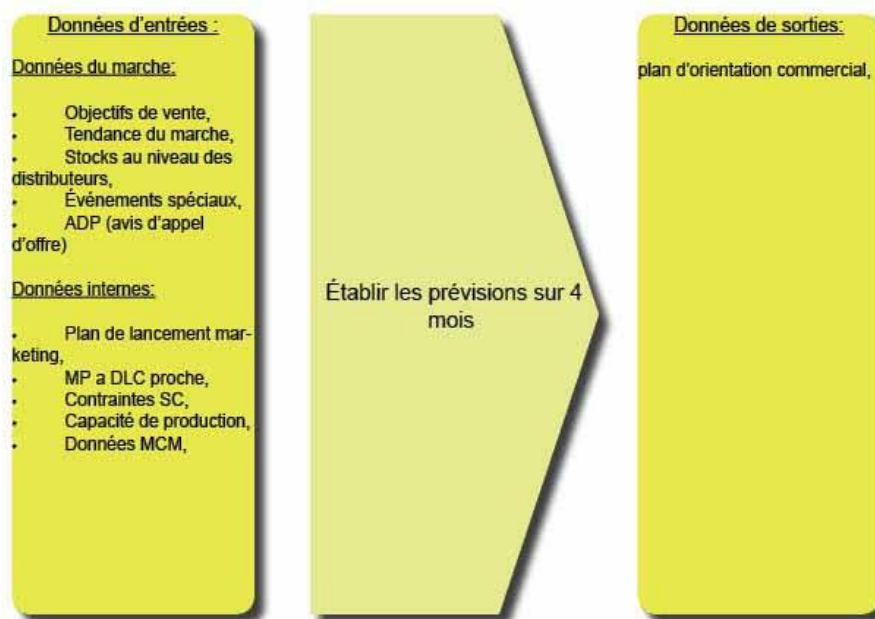 Données d'entrées :
Données du marche:
• Objectifs de vente,
• Tendance du marche,
• Stocks au niveau des
distributeurs,
• Événements spéciaux,
• ADP (avis d'appel
d'offre)
Données internes:
• Plan de lancement mar-
keting,
• MP a DLC proche,
• Contraintes SC,
• Capacité de production,
• Données MCM,
Établir les prévisions sur 4
mois
Données de sorties:
plan d'orientation commercial,